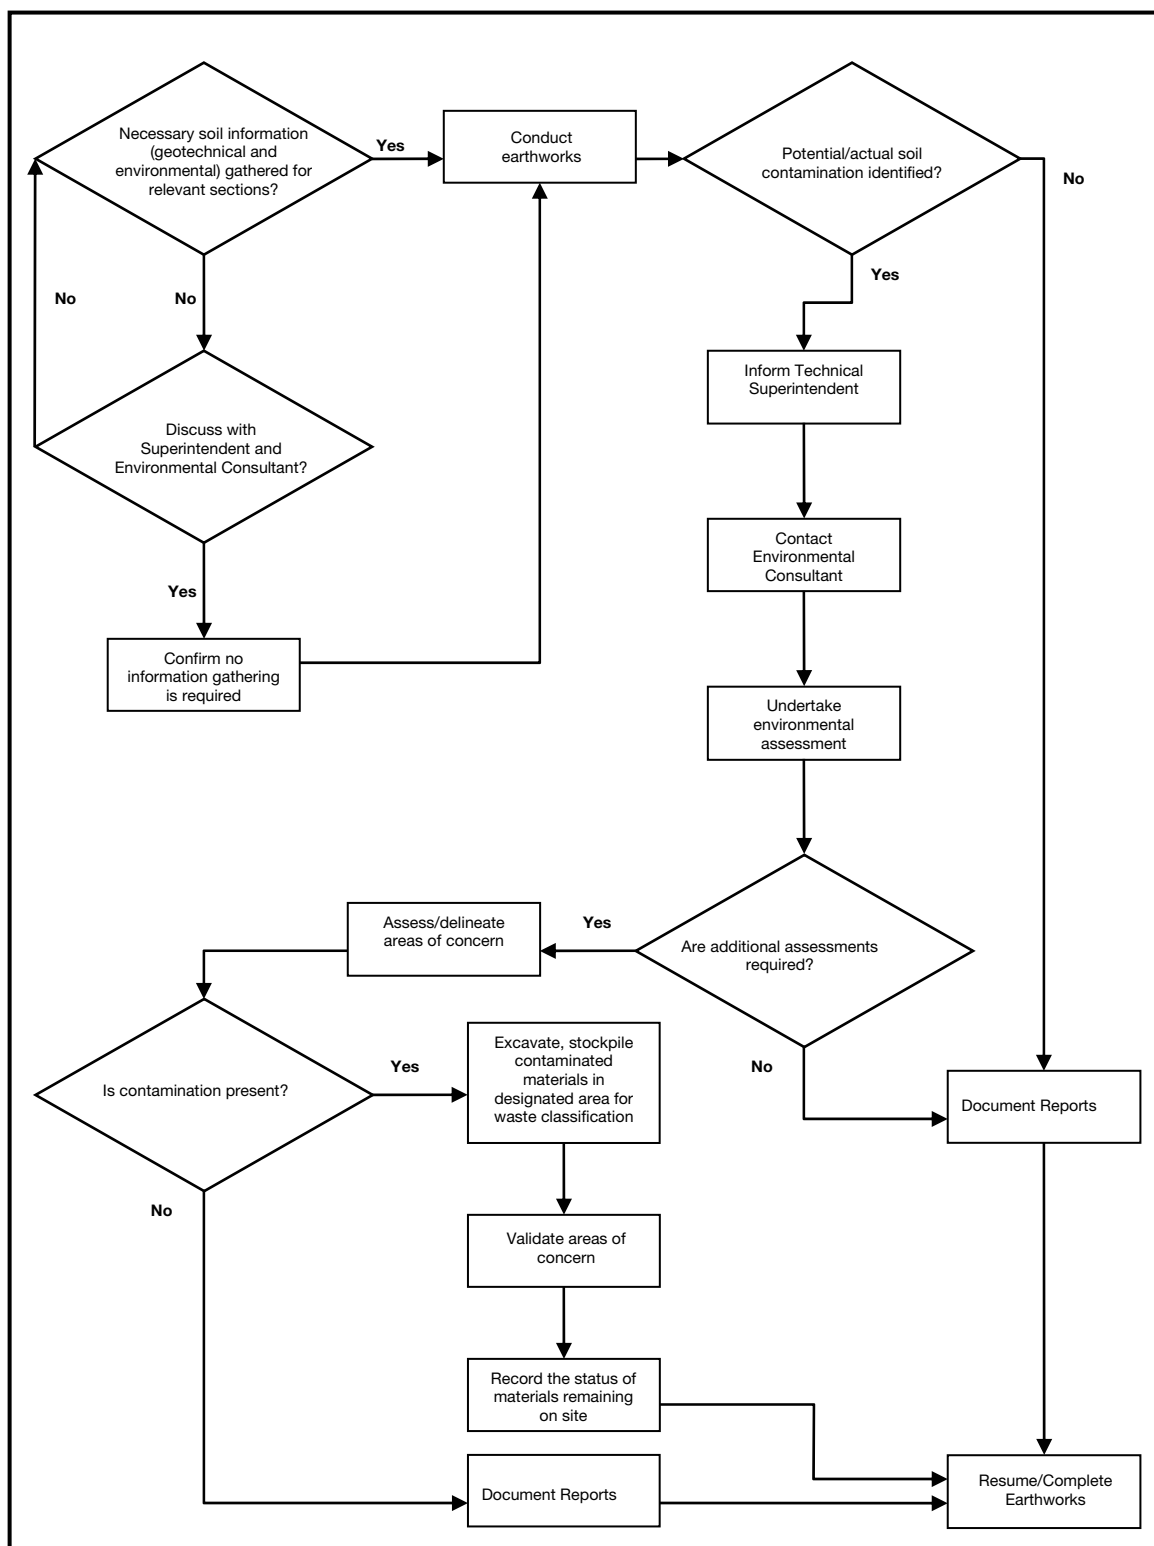 Necessary soil information
(geotechnical and
environmental) gathered for
relevant sections?
Yes
Conduct
earthworks
Potential/actual soil
contamination identified?
No
No
No
Yes
Inform Technical
Superintendent
Discuss with
Superintendent and
Environmental Consultant?
Contact
Environmental
Consultant
Yes
Confirm no
information gathering
is required
Undertake
environmental
assessment
Assess/delineate
areas of concern
Yes
Are additional assessments
required?
Is contamination present?
Yes
Excavate, stockpile
contaminated
materials in
designated area for
waste classification
No
Document Reports
No
Validate areas of
concern
Record the status of
materials remaining
on site
Document Reports
Resume/Complete
Earthworks